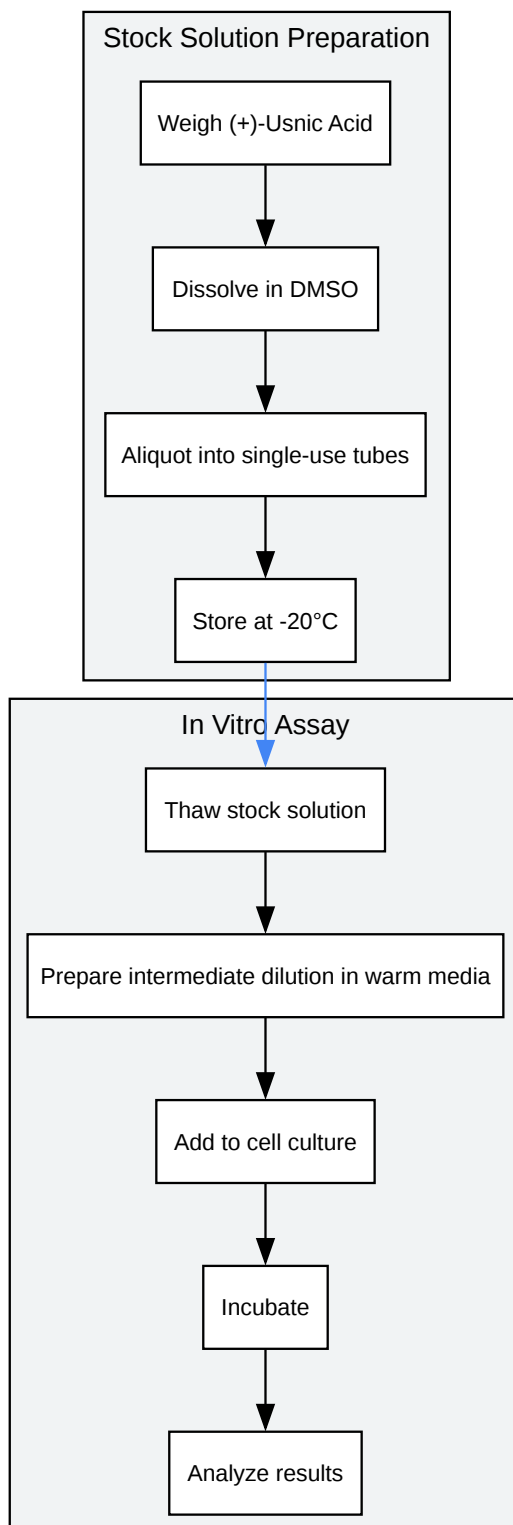 Stock Solution Preparation
Weigh (+)-Usnic Acid
Dissolve in DMSO
Aliquot into single-use tubes
Store at -20°C
In Vitro Assay
Thaw stock solution
Prepare intermediate dilution in warm media
Add to cell culture
Incubate
Analyze results